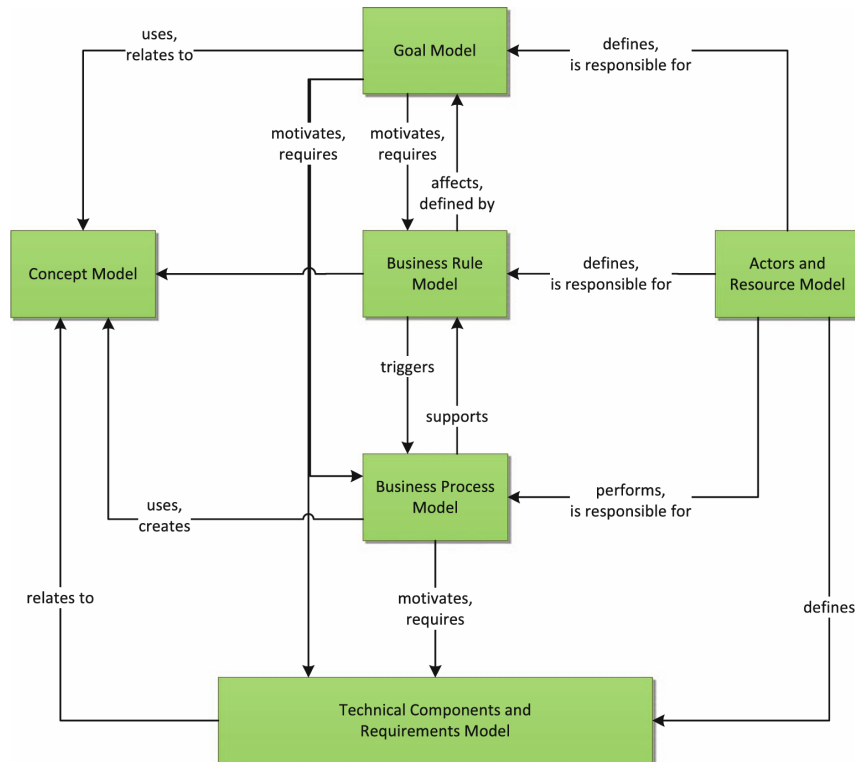 uses,
relates to
Goal Model
defines,
is responsible for
motivates,
requires
motivates,
requires
affects,
defined by
Concept Model
Business Rule
Model
defines,
is responsible for
Actors and
Resource Model
triggers
supports
uses,
creates
Business Process
Model
performs,
is responsible for
relates to
motivates,
requires
defines
Technical Components and
Requirements Model